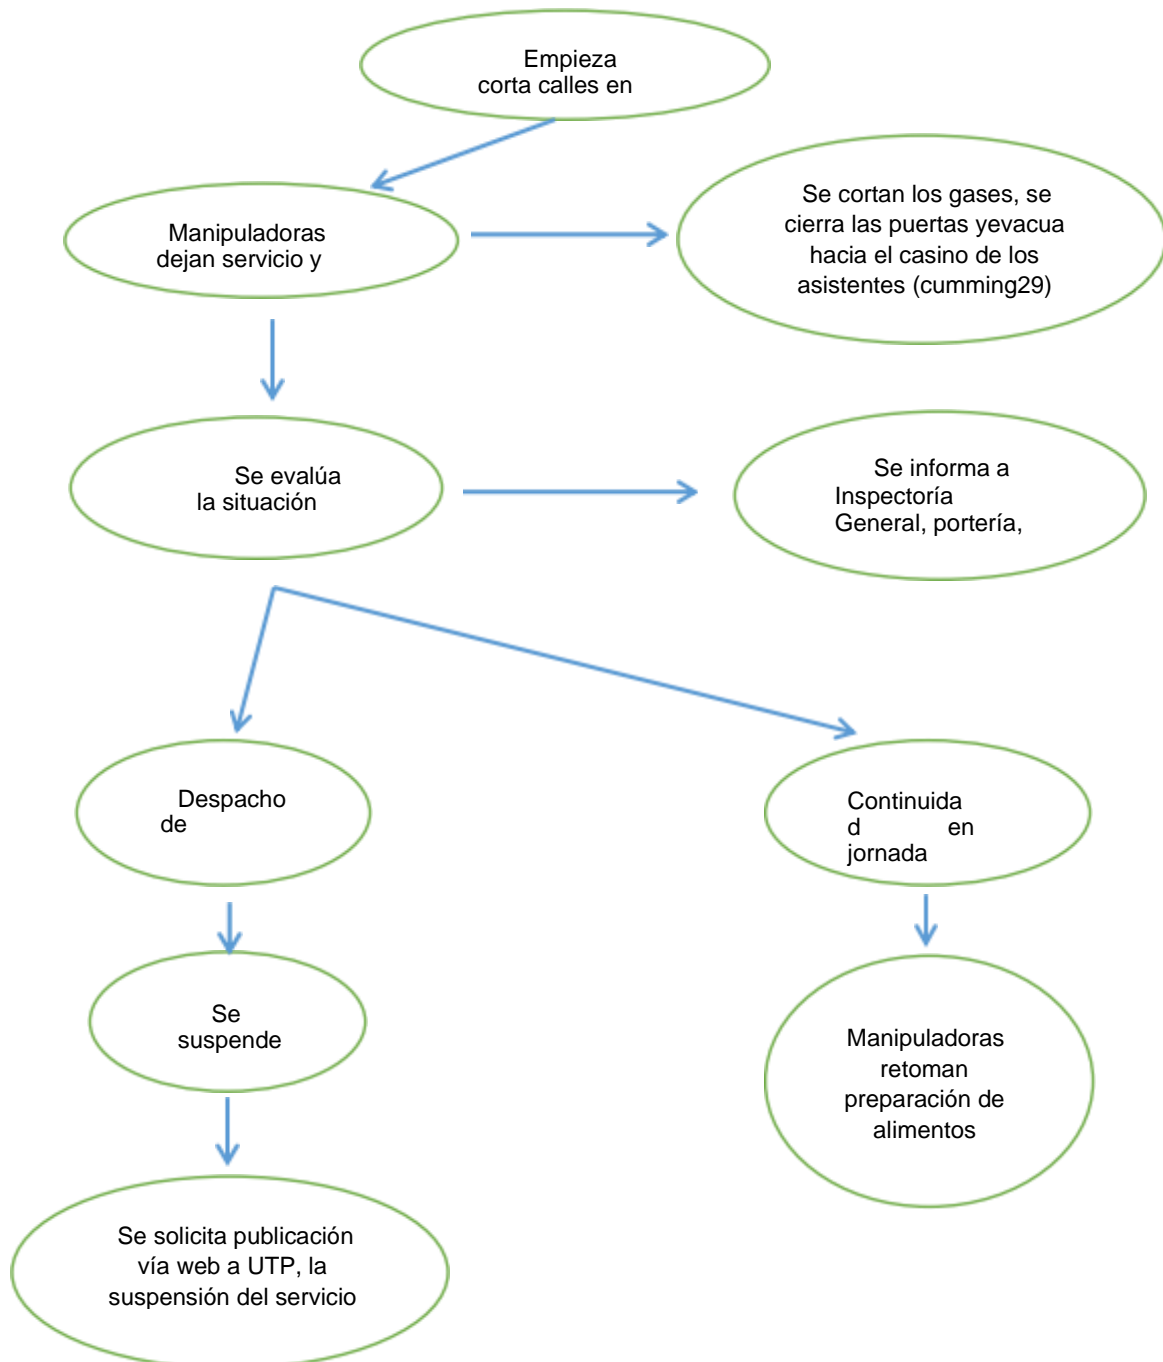 Empieza
corta calles en
Manipuladoras
dejan servicio y
Se cortan los gases, se
cierra las puertas yevacua
hacia el casino de los
asistentes (cumming29)
Se evalúa
la situación
Se informa a
Inspectoría
General, portería,
Despacho
de
Continuida
d en
jornada
Se
suspende
Manipuladoras
retoman
preparación de
alimentos
Se solicita publicación
vía web a UTP, la
suspensión del servicio